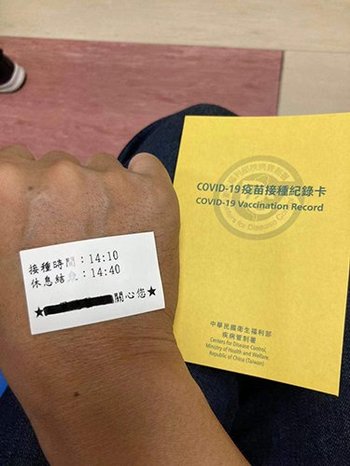 接種時間：14:10
休息結束：14:40
★關心您★
COVID-19疫苗接種紀錄卡
COVID-19 Vaccination Record
中華民國衛生福利部
疾病管制署
Centers for Disease Control,
Ministry of Health and Welfare,
Republic of China (Taiwan)